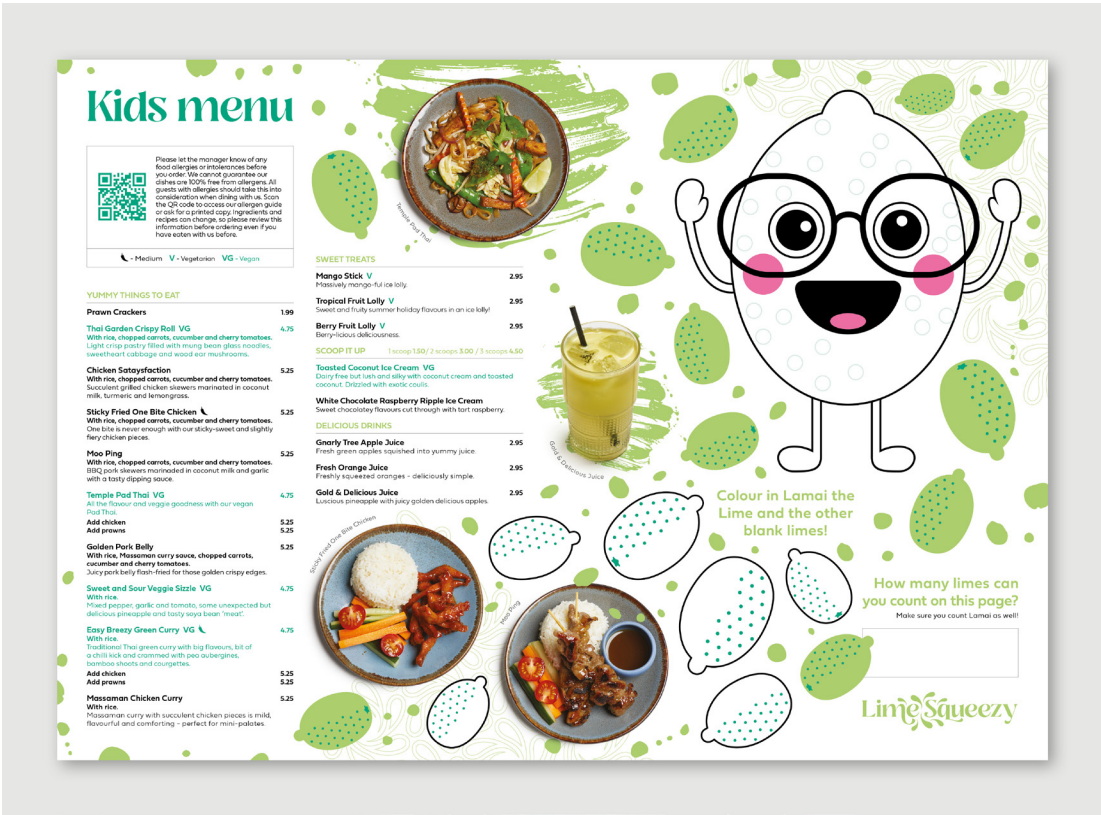 Kids menu
Please let the manager know of any
food allergies or intolerances before
you order. We cannot guarantee our
dishes are 100% free from allergens. All
guests with allergies should take this into
consideration when dining with us. Scan
the QR code to access our allergen guide
or ask for a printed copy. Ingredients and
recipes can change, so please review this
information before ordering even if you
have eaten with us before.
- Medium V - Vegetarian VG - Vegan
YUMMY THINGS TO EAT
Prawn Crackers 1.99
Thai Garden Crispy Roll VG 4.75
With rice, chopped carrots, cucumber and cherry tomatoes.
Light crisp pastry filled with mung bean glass noodles,
sweetheart cabbage and wood ear mushrooms.
Chicken Sataysfaction 5.25
With rice, chopped carrots, cucumber and cherry tomatoes.
Succulent grilled chicken skewers marinated in coconut
milk, turmeric and lemongrass.
Sticky Fried One Bite Chicken 5.25
With rice, chopped carrots, cucumber and cherry tomatoes.
One bite is never enough with our sticky-sweet and slightly
fiery chicken pieces.
Moo Ping 5.25
With rice, chopped carrots, cucumber and cherry tomatoes.
BBQ pork skewers marinaded in coconut milk and garlic
with a tasty dipping sauce.
Temple Pad Thai VG 4.75
All the flavour and veggie goodness with our vegan
Pad Thai.
Add chicken 5.25
Add prawns 5.25
Golden Pork Belly 5.25
With rice, Massaman curry sauce, chopped carrots,
cucumber and cherry tomatoes.
Juicy pork belly flash-fried for those golden crispy edges.
Sweet and Sour Veggie Sizzle VG 4.75
With rice.
Mixed pepper, garlic and tomato, some unexpected but
delicious pineapple and tasty soya bean 'meat'.
Easy Breezy Green Curry VG 4.75
With rice.
Traditional Thai green curry with big flavours, bit of
a chilli kick and crammed with pea aubergines,
bamboo shoots and courgettes.
Add chicken 5.25
Add prawns 5.25
Massaman Chicken Curry 5.25
With rice.
Massaman curry with succulent chicken pieces is mild,
flavourful and comforting - perfect for mini-palates.
Temple Pad Thai
SWEET TREATS
Mango Stick V 2.95
Massively mango-ful ice lolly.
Tropical Fruit Lolly V 2.95
Sweet and fruity summer holiday flavours in an ice lolly!
Berry Fruit Lolly V 2.95
Berry-licious deliciousness.
SCOOP IT UP 1 scoop 1.50/ 2 scoops 3.00 / 3 scoops 4.50
Toasted Coconut Ice Cream VG
Dairy free but lush and silky with coconut cream and toasted
coconut. Drizzled with exotic coulis.
White Chocolate Raspberry Ripple Ice Cream
Sweet chocolatey flavours cut through with tart raspberry.
DELICIOUS DRINKS
Gnarly Tree Apple Juice 2.95
Fresh green apples squished into yummy juice.
Fresh Orange Juice 2.95
Freshly squeezed oranges - deliciously simple.
Gold & Delicious Juice 2.95
Luscious pineapple with juicy golden delicious apples.
Gold & Delicious Juice
Sticky Fried One Bite Chicken
Moo Ping
Colour in Lamai the
Lime and the other
blank limes!
How many limes can
you count on this page?
Make sure you count Lamai as well!
Lime Squeezy